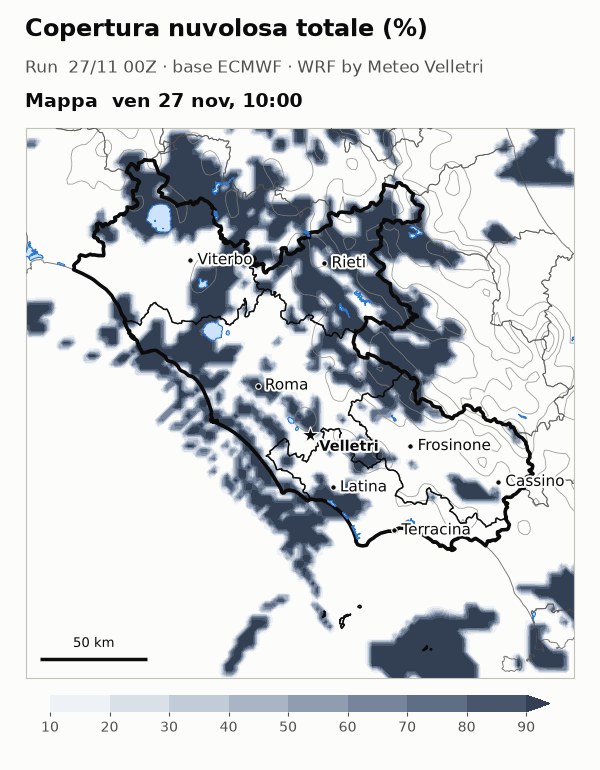 Copertura nuvolosa totale (%)
Run  27/11 00Z · base ECMWF · WRF by Meteo Velletri
Mappa  ven 27 nov, 10:00
Viterbo
Rieti
Roma
Velletri
Frosinone
Latina
Cassino
Terracina
50 km
10 20 30 40 50 60 70 80 90